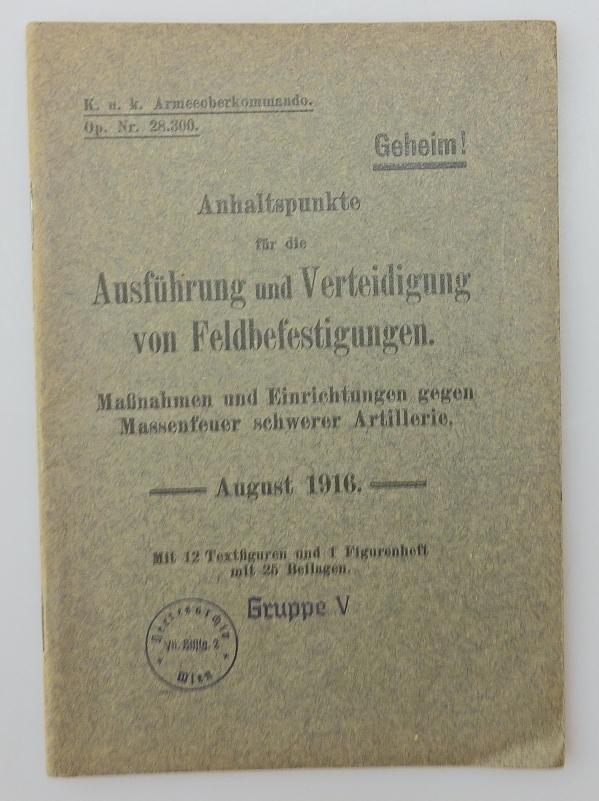 K. u. k. Armeeoberkommando.
Op. Nr. 28.300.
Geheim!
Anhaltspunkte
für die
Ausführung und Verteidigung
von Feldbefestigungen.
Maßnahmen und Einrichtungen gegen
Massenfeuer schwerer Artillerie.
August 1916.
Mit 12 Textfiguren und 1 Figurenheft
mit 25 Beilagen.
Gruppe V
Wien